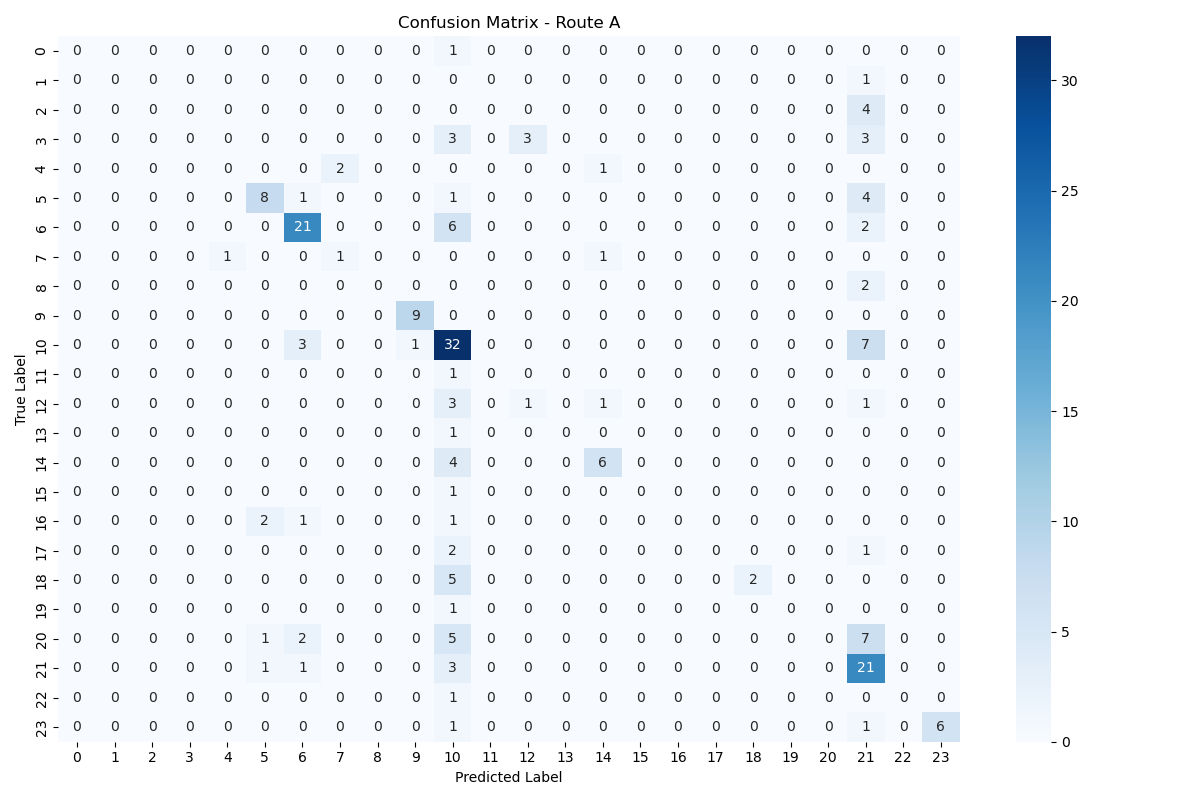 Confusion Matrix - Route A
True Label
0 0 0 0 0 0 0 0 0 0 0 1 0 0 0 0 0 0 0 0 0 0 0 0 0
1 0 0 0 0 0 0 0 0 0 0 0 0 0 0 0 0 0 0 0 0 0 1 0 0
2 0 0 0 0 0 0 0 0 0 0 0 0 0 0 0 0 0 0 0 0 0 4 0 0
3 0 0 0 0 0 0 0 0 0 0 3 0 3 0 0 0 0 0 0 0 0 3 0 0
4 0 0 0 0 0 0 0 2 0 0 0 0 0 0 1 0 0 0 0 0 0 0 0 0
5 0 0 0 0 0 8 1 0 0 0 1 0 0 0 0 0 0 0 0 0 0 4 0 0
6 0 0 0 0 0 0 21 0 0 0 6 0 0 0 0 0 0 0 0 0 0 2 0 0
7 0 0 0 0 1 0 0 1 0 0 0 0 0 0 1 0 0 0 0 0 0 0 0 0
8 0 0 0 0 0 0 0 0 0 0 0 0 0 0 0 0 0 0 0 0 0 2 0 0
9 0 0 0 0 0 0 0 0 0 9 0 0 0 0 0 0 0 0 0 0 0 0 0 0
10 0 0 0 0 0 0 3 0 0 1 32 0 0 0 0 0 0 0 0 0 0 7 0 0
11 0 0 0 0 0 0 0 0 0 0 1 0 0 0 0 0 0 0 0 0 0 0 0 0
12 0 0 0 0 0 0 0 0 0 0 3 0 1 0 1 0 0 0 0 0 0 1 0 0
13 0 0 0 0 0 0 0 0 0 0 1 0 0 0 0 0 0 0 0 0 0 0 0 0
14 0 0 0 0 0 0 0 0 0 0 4 0 0 0 6 0 0 0 0 0 0 0 0 0
15 0 0 0 0 0 0 0 0 0 0 1 0 0 0 0 0 0 0 0 0 0 0 0 0
16 0 0 0 0 0 2 1 0 0 0 1 0 0 0 0 0 0 0 0 0 0 0 0 0
17 0 0 0 0 0 0 0 0 0 0 2 0 0 0 0 0 0 0 0 0 0 1 0 0
18 0 0 0 0 0 0 0 0 0 0 5 0 0 0 0 0 0 0 2 0 0 0 0 0
19 0 0 0 0 0 0 0 0 0 0 1 0 0 0 0 0 0 0 0 0 0 0 0 0
20 0 0 0 0 0 1 2 0 0 0 5 0 0 0 0 0 0 0 0 0 0 7 0 0
21 0 0 0 0 0 1 1 0 0 0 3 0 0 0 0 0 0 0 0 0 0 21 0 0
22 0 0 0 0 0 0 0 0 0 0 1 0 0 0 0 0 0 0 0 0 0 0 0 0
23 0 0 0 0 0 0 0 0 0 0 1 0 0 0 0 0 0 0 0 0 0 1 0 6
0 1 2 3 4 5 6 7 8 9 10 11 12 13 14 15 16 17 18 19 20 21 22 23
Predicted Label
30
25
20
15
10
5
0